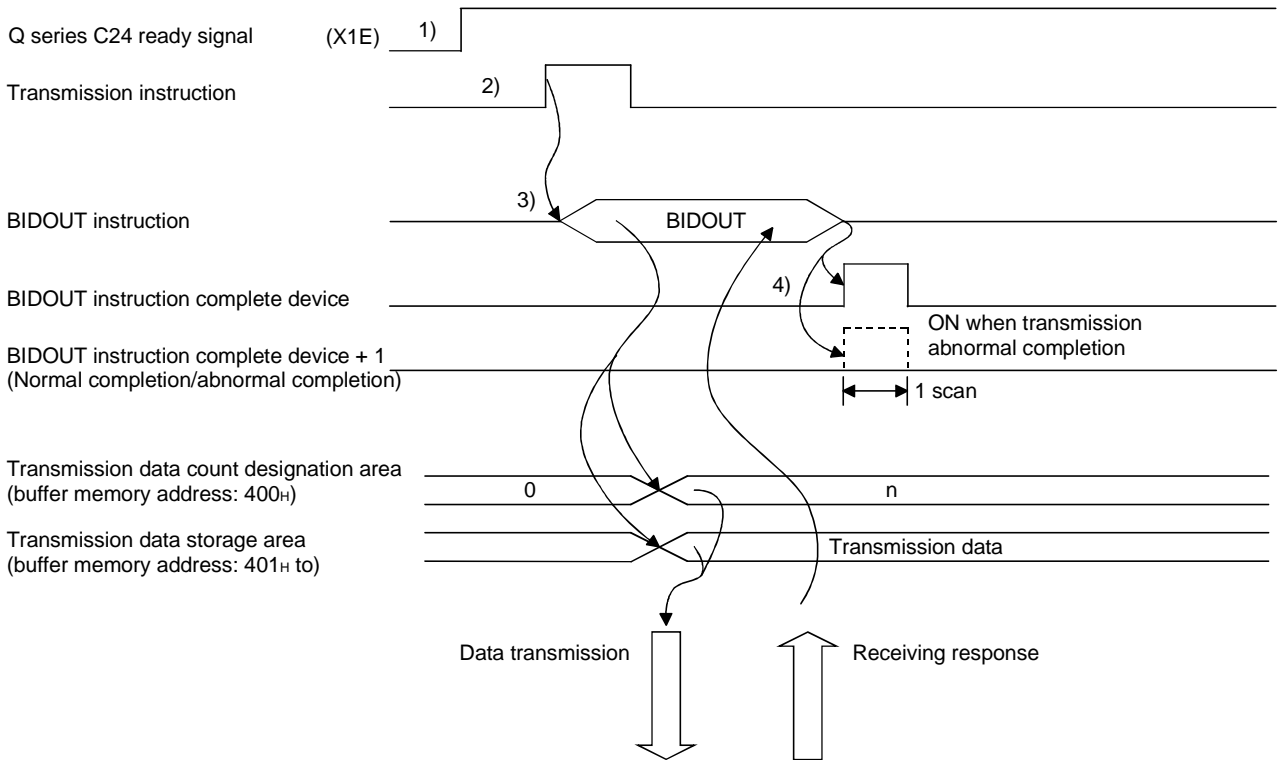 Q series C24 ready signal (X1E) 1)
Transmission instruction 2)
3)
BIDOUT instruction BIDOUT
4)
BIDOUT instruction complete device
ON when transmission
abnormal completion
BIDOUT instruction complete device + 1
(Normal completion/abnormal completion)
1 scan
Transmission data count designation area
(buffer memory address: 400H)
0 n
Transmission data storage area
(buffer memory address: 401H to)
Transmission data
Data transmission Receiving response